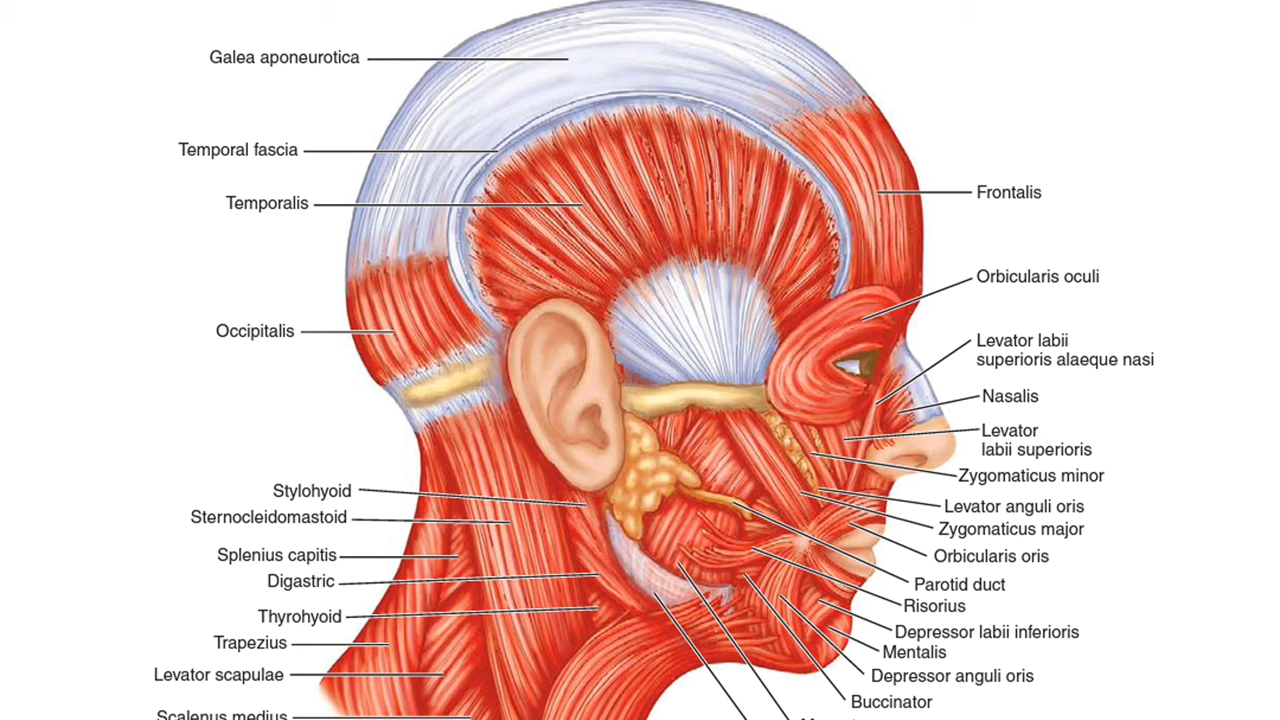 Galea aponeurotica
Temporal fascia
Temporalis
Occipitalis
Stylohyoid
Sternocleidomastoid
Splenius capitis
Digastric
Thyrohyoid
Trapezius
Levator scapulae
Scalenus medius
Frontalis
Orbicularis oculi
Levator labii
superioris alaeque nasi
Nasalis
Levator
labii superioris
Zygomaticus minor
Levator anguli oris
Zygomaticus major
Orbicularis oris
Parotid duct
Risorius
Depressor labii inferioris
Mentalis
Depressor anguli oris
Buccinator